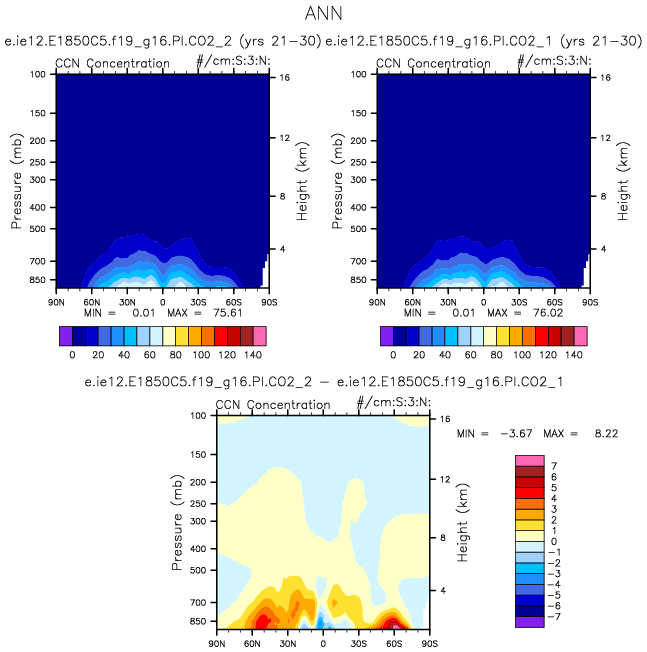 ANN
e.ie12.E1850C5.f19_g16.PI.CO2_2 (yrs 21-30) e.ie12.E1850C5.f19_g16.PI.CO2_1 (yrs 21-30)
CCN Concentration #/cm:S:3:N: CCN Concentration #/cm:S:3:N:
100 16 100 16
150 150
12 12
200 200
250 250
300 300
8 8
400 400
500 500
4 4
700 700
850 850
Pressure (mb) Height (km) Pressure (mb) Height (km)
90N 60N 30N 0 30S 60S 90S 90N 60N 30N 0 30S 60S 90S
MIN = 0.01 MAX = 75.61 MIN = 0.01 MAX = 76.02
0 20 40 60 80 100 120 140 0 20 40 60 80 100 120 140
e.ie12.E1850C5.f19_g16.PI.CO2_2 - e.ie12.E1850C5.f19_g16.PI.CO2_1
CCN Concentration #/cm:S:3:N:
MIN = -3.67 MAX = 8.22
100 16
150
12
200
250
300
8
400
500
4
700
850
Pressure (mb) Height (km)
90N 60N 30N 0 30S 60S 90S
7
6
5
4
3
2
1
0
-1
-2
-3
-4
-5
-6
-7